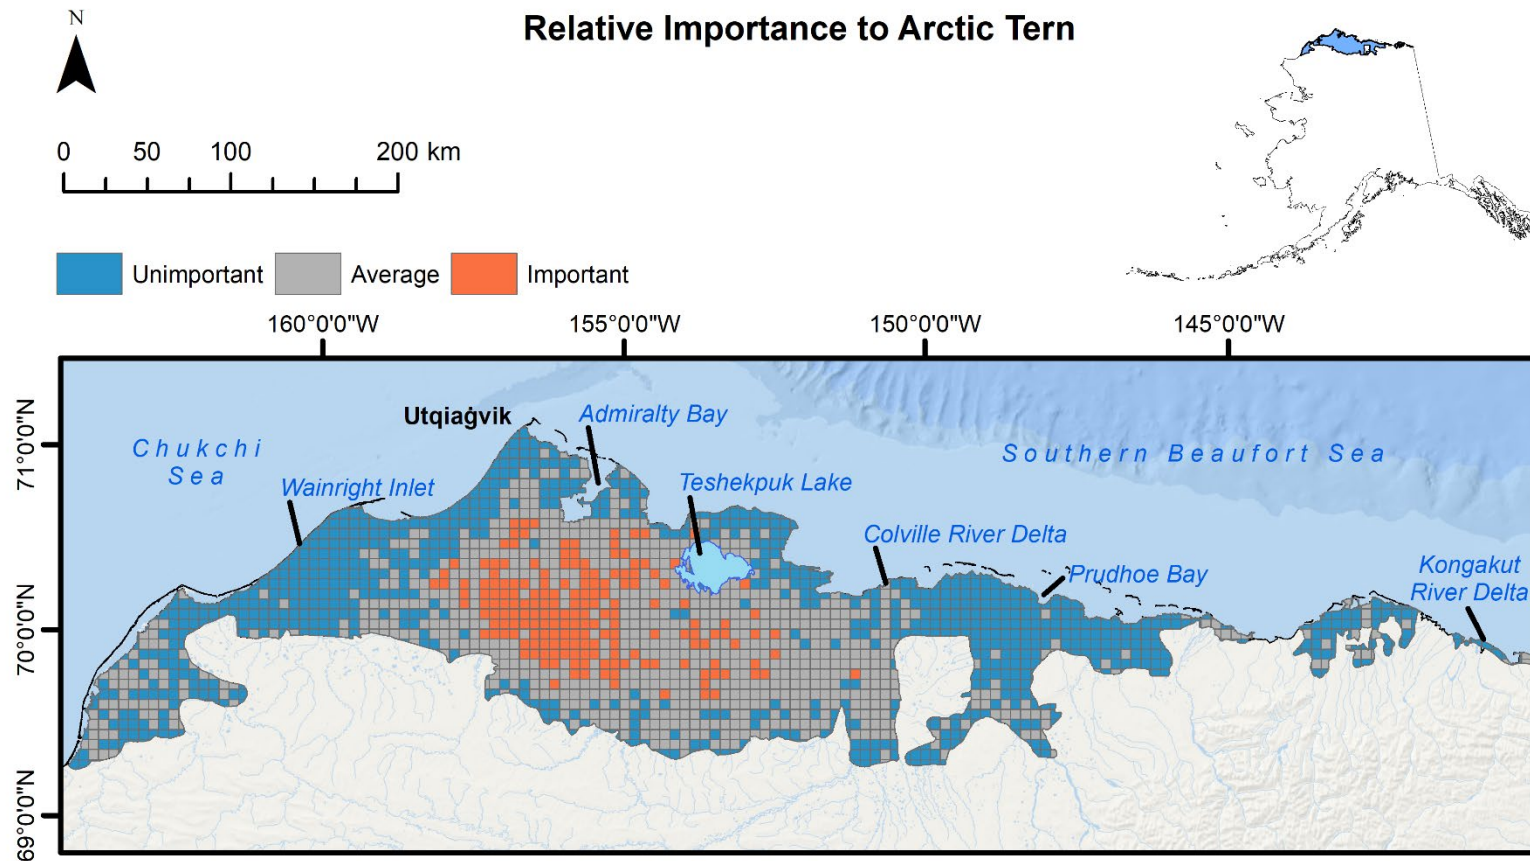 Relative Importance to Arctic Tern
N
0 50 100 200 km
Unimportant Average Important
160°0'0"W 155°0'0"W 150°0'0"W 145°0'0"W
71°0'0"N
70°0'0"N
69°0'0"N
Utqiaġvik
Admiralty Bay
Chukchi
Sea
Southern Beaufort Sea
Wainright Inlet
Teshekpuk Lake
Colville River Delta
Prudhoe Bay
Kongakut
River Delta